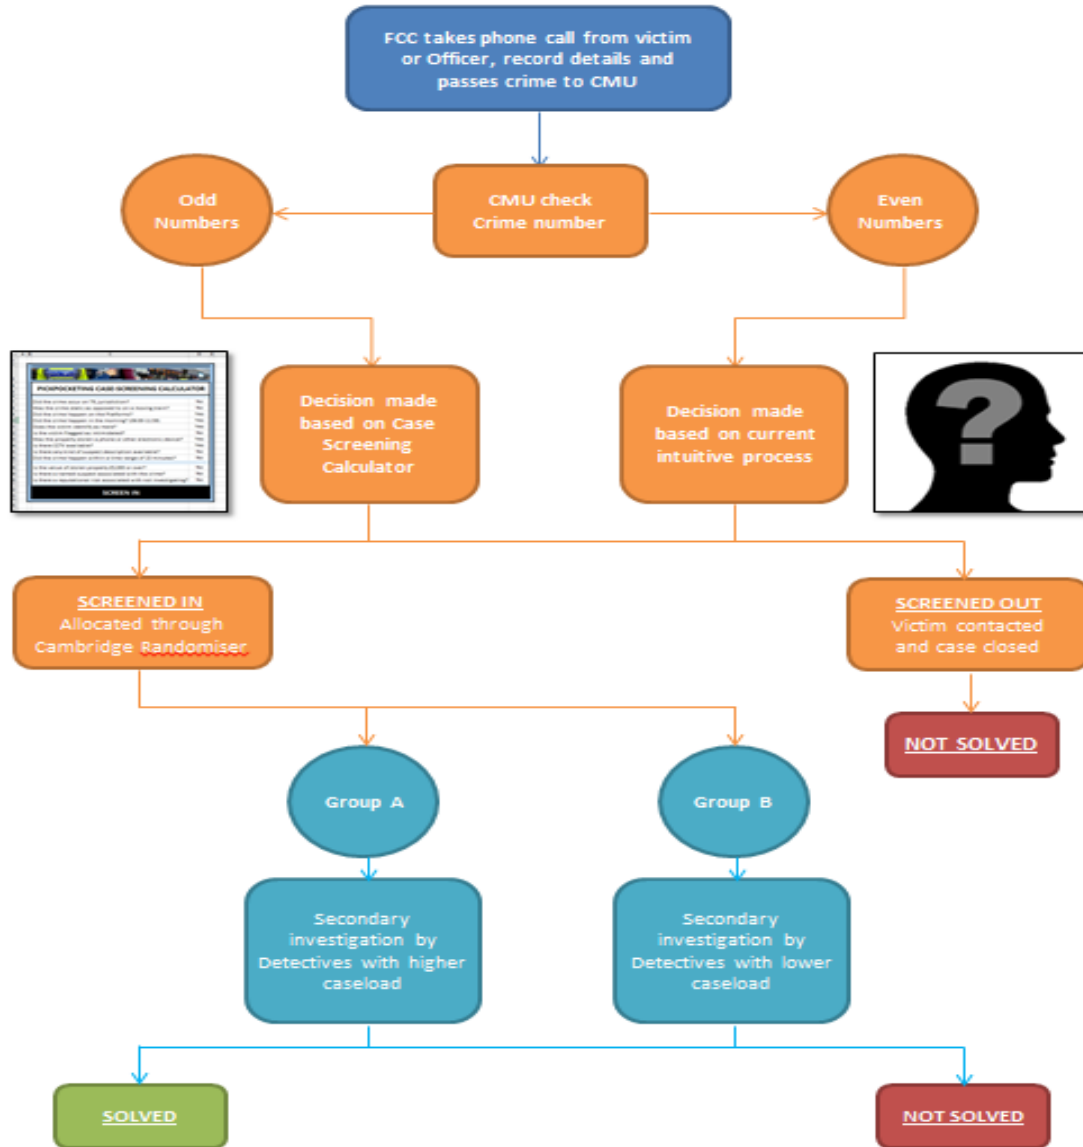 FCC takes phone call from victim
or Officer, record details and
passes crime to CMU
Odd
Numbers
CMU check
Crime number
Even
Numbers
PICKPOCKETING CASE-SCREENING CALCULATOR
SCREEN IN
Decision made
based on Case
Screening
Calculator
Decision made
based on current
intuitive process
?
SCREENED IN
Allocated through
Cambridge Randomiser
SCREENED OUT
Victim contacted
and case closed
NOT SOLVED
Group A
Group B
Secondary
investigation by
Detectives with higher
caseload
Secondary
investigation by
Detectives with lower
caseload
SOLVED
NOT SOLVED